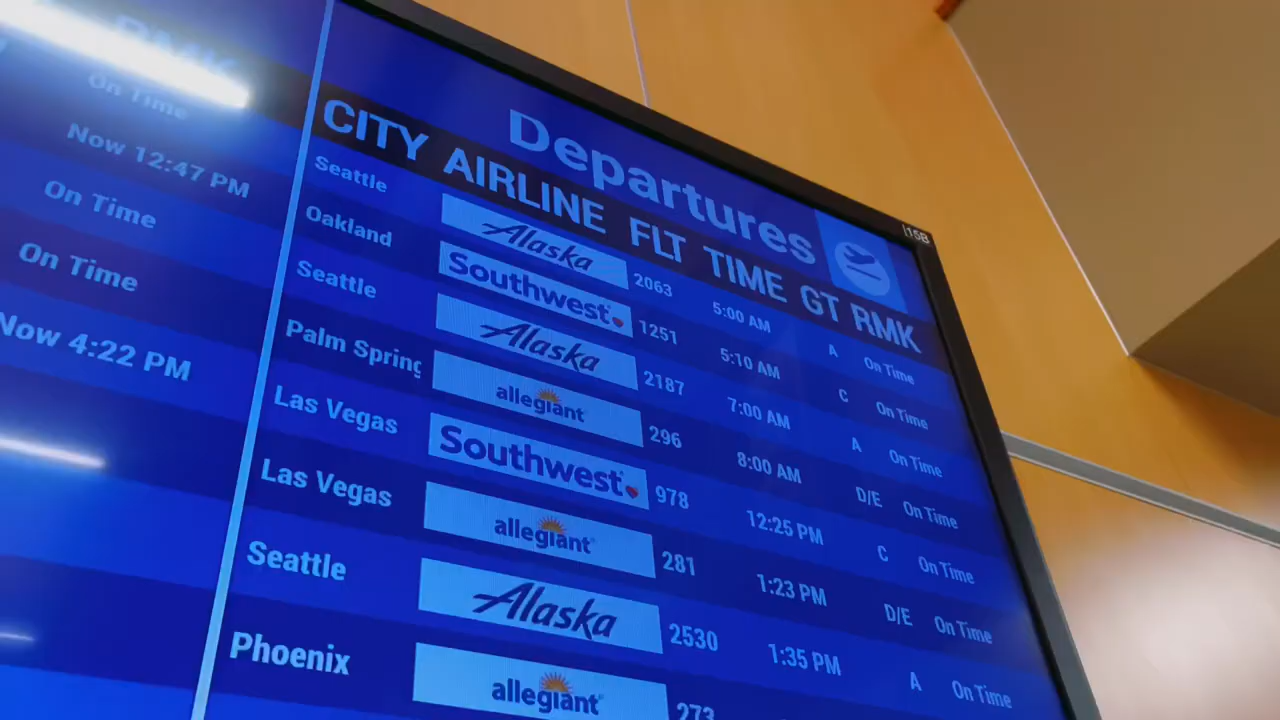 RMK
On Time
Now 12:47 PM
On Time
On Time
Now 4:22 PM
Departures
CITY AIRLINE FLT TIME GT RMK
Seattle Alaska 2063 5:00 AM A On Time
Oakland Southwest 1251 5:10 AM C On Time
Seattle Alaska 2187 7:00 AM A On Time
Palm Spring allegiant 296 8:00 AM D/E On Time
Las Vegas Southwest 978 12:25 PM C On Time
Las Vegas allegiant 281 1:23 PM D/E On Time
Seattle Alaska 2530 1:35 PM A On Time
Phoenix allegiant 273